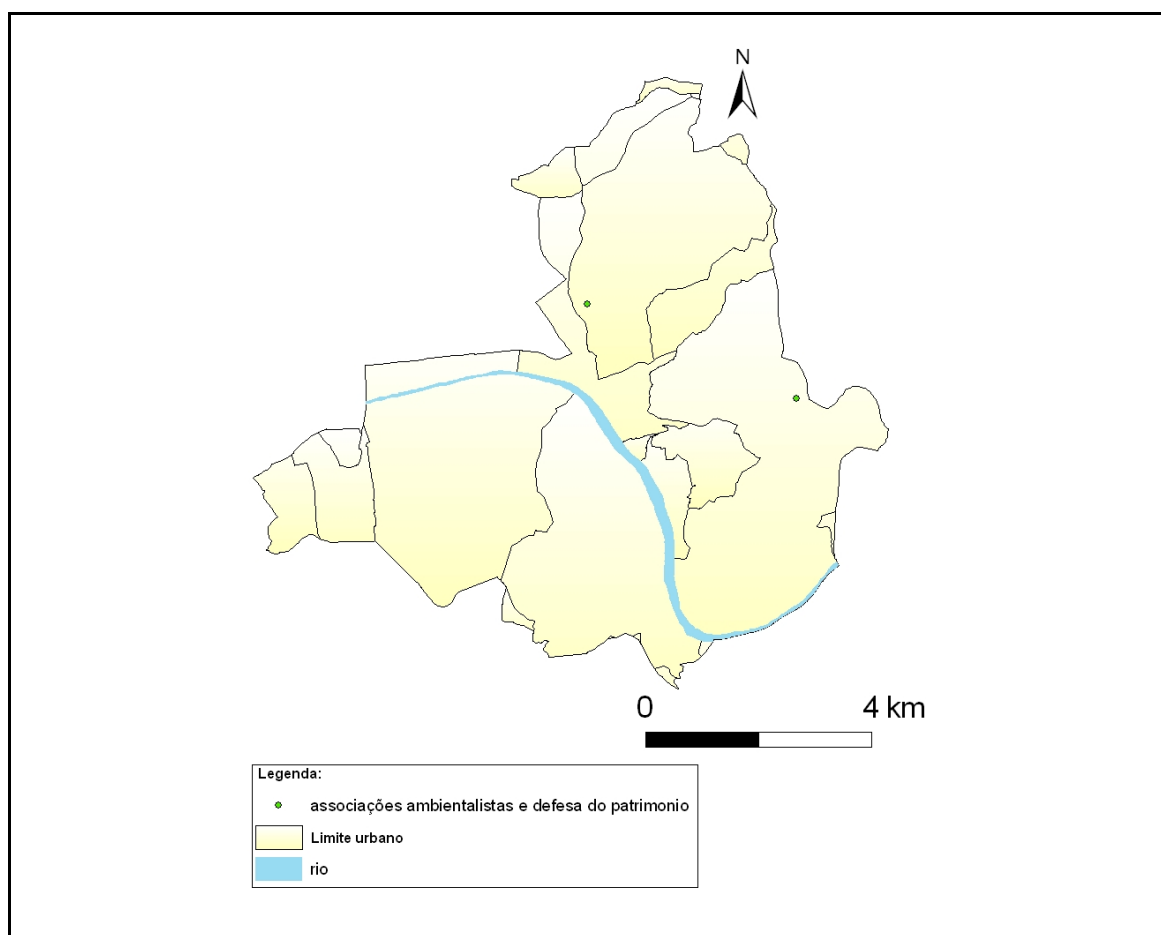 N
0 4 km
Legenda:
associações ambientalistas e defesa do patrimonio
Limite urbano
rio